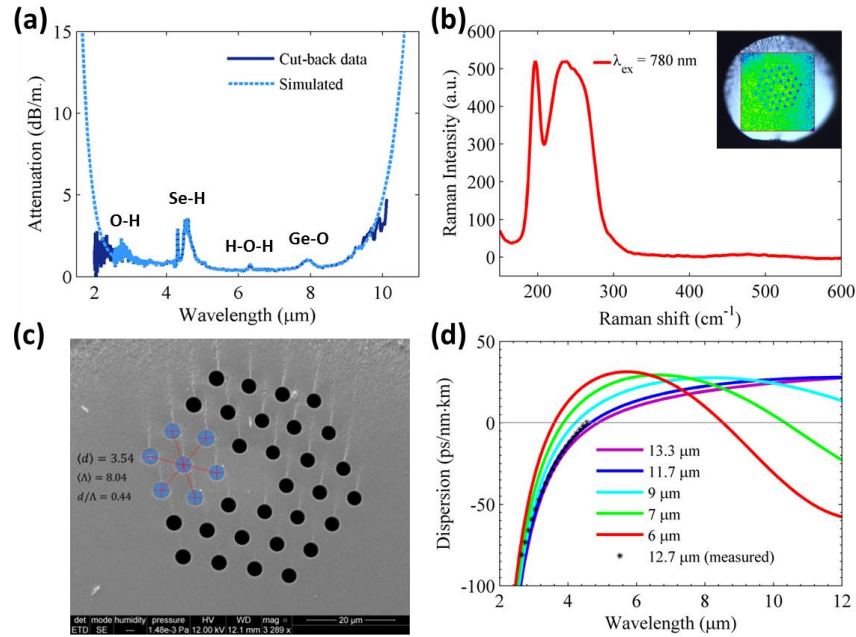 (a)
15
10
5
0
Attenuation (dB/m.)
Cut-back data
Simulated
O-H
Se-H
H-O-H
Ge-O
2 4 6 8 10
Wavelength (μm)
(b)
600
500
400
300
200
100
0
Raman Intensity (a.u.)
λex = 780 nm
200 300 400 500 600
Raman shift (cm-1)
(c)
⟨d⟩ = 3.54
⟨Λ⟩ = 8.04
d/Λ = 0.44
det mode humidity pressure HV WD mag
ETD SE --- 1.48e-3 Pa 12.00 kV 12.1 mm 3 289 x
20 μm
(d)
50
0
-50
-100
Dispersion (ps/nm·km)
13.3 μm
11.7 μm
9 μm
7 μm
6 μm
* 12.7 μm (measured)
2 4 6 8 10 12
Wavelength (μm)